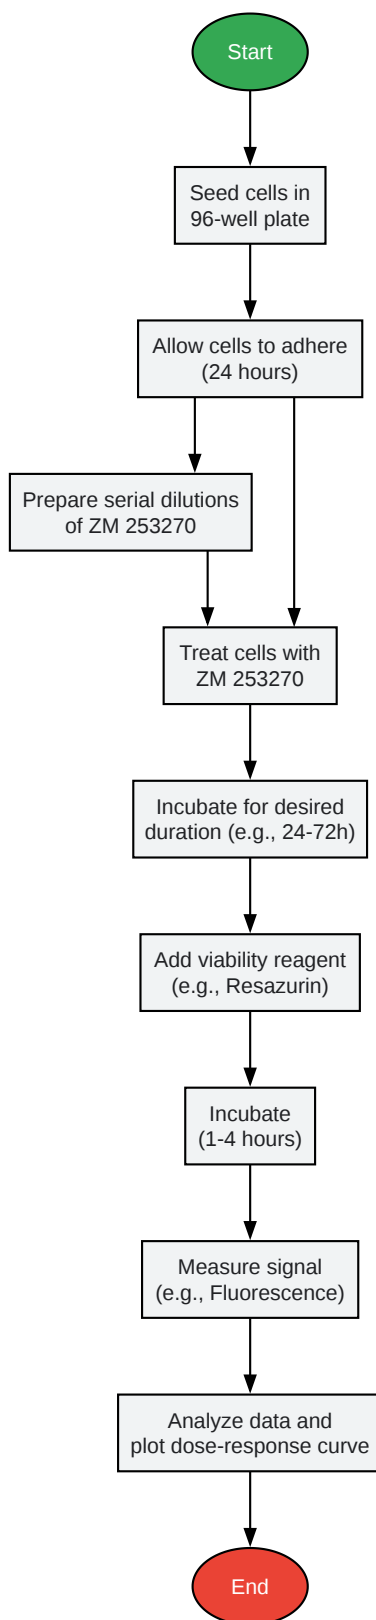 Start
Seed cells in
96-well plate
Allow cells to adhere
(24 hours)
Prepare serial dilutions
of ZM 253270
Treat cells with
ZM 253270
Incubate for desired
duration (e.g., 24-72h)
Add viability reagent
(e.g., Resazurin)
Incubate
(1-4 hours)
Measure signal
(e.g., Fluorescence)
Analyze data and
plot dose-response curve
End